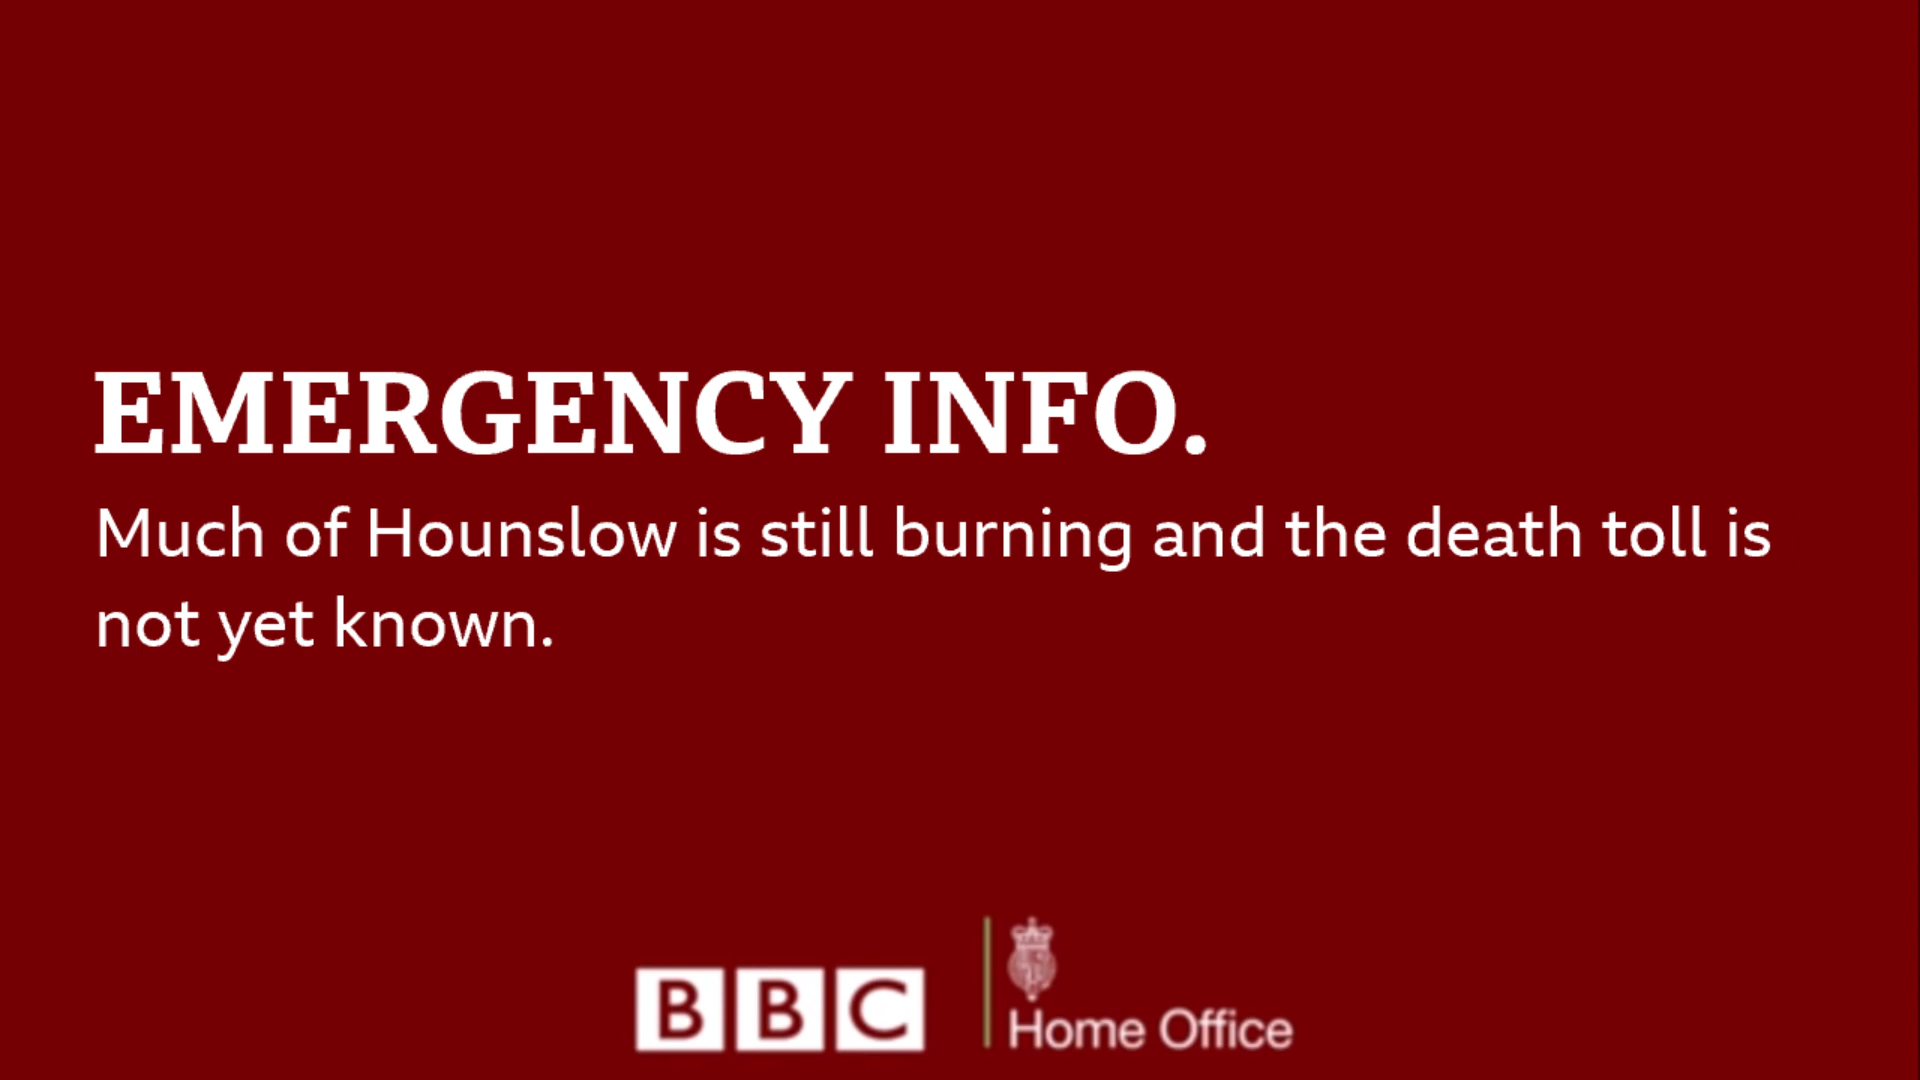 EMERGENCY INFO.
Much of Hounslow is still burning and the death toll is
not yet known.
BBC
Home Office